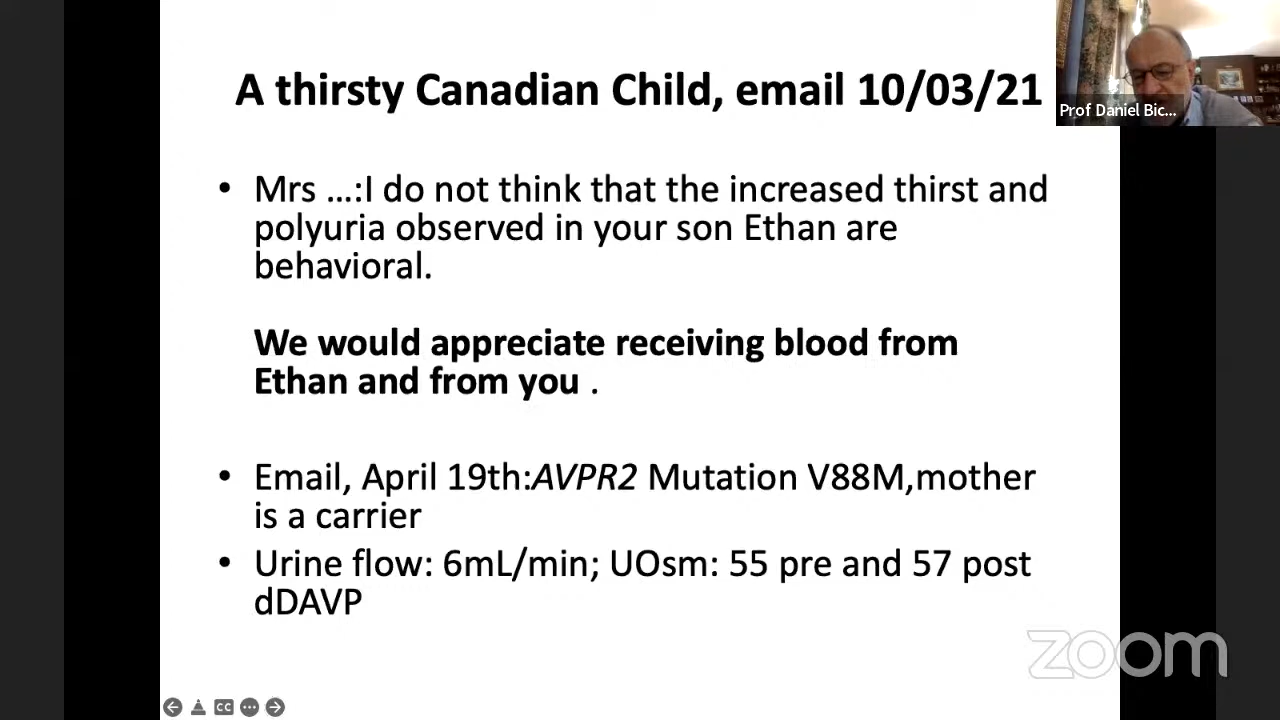 A thirsty Canadian Child, email 10/03/21
Prof Daniel Bic...
• Mrs ...:I do not think that the increased thirst and
polyuria observed in your son Ethan are
behavioral.
We would appreciate receiving blood from
Ethan and from you .
• Email, April 19th:AVPR2 Mutation V88M,mother
is a carrier
• Urine flow: 6mL/min; UOsm: 55 pre and 57 post
dDAVP
zoom
CC